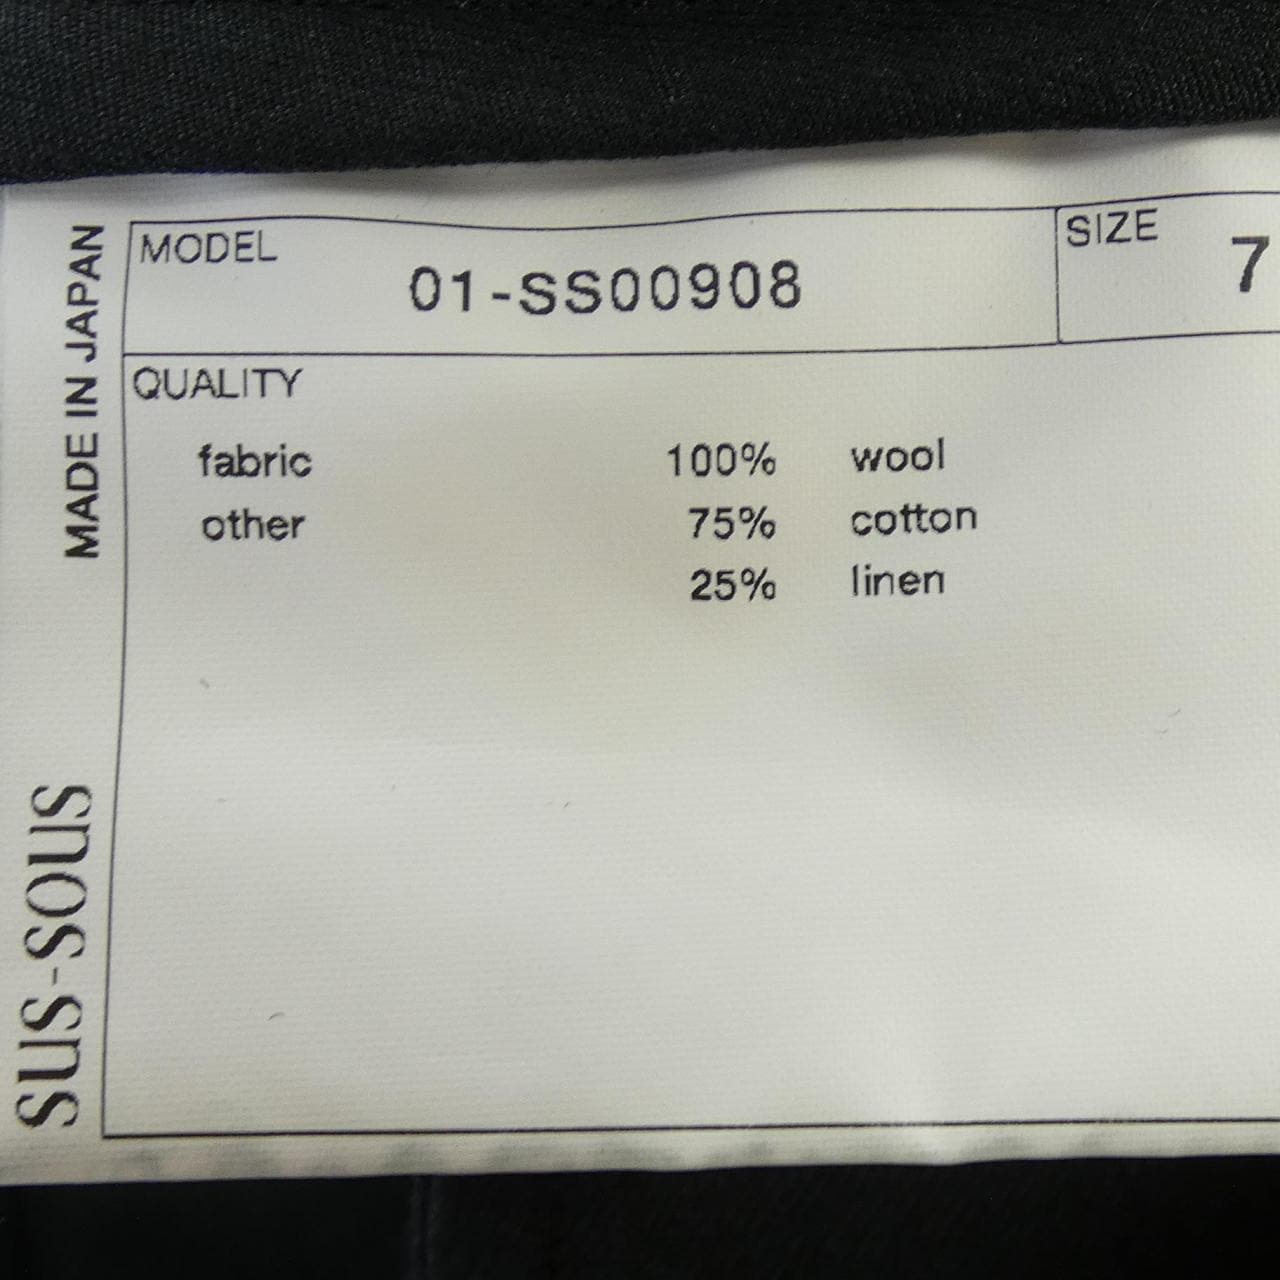 MODEL
01-SS00908
SIZE
7
QUALITY
fabric 100% wool
other 75% cotton
25% linen
MADE IN JAPAN
SUS-SOUS